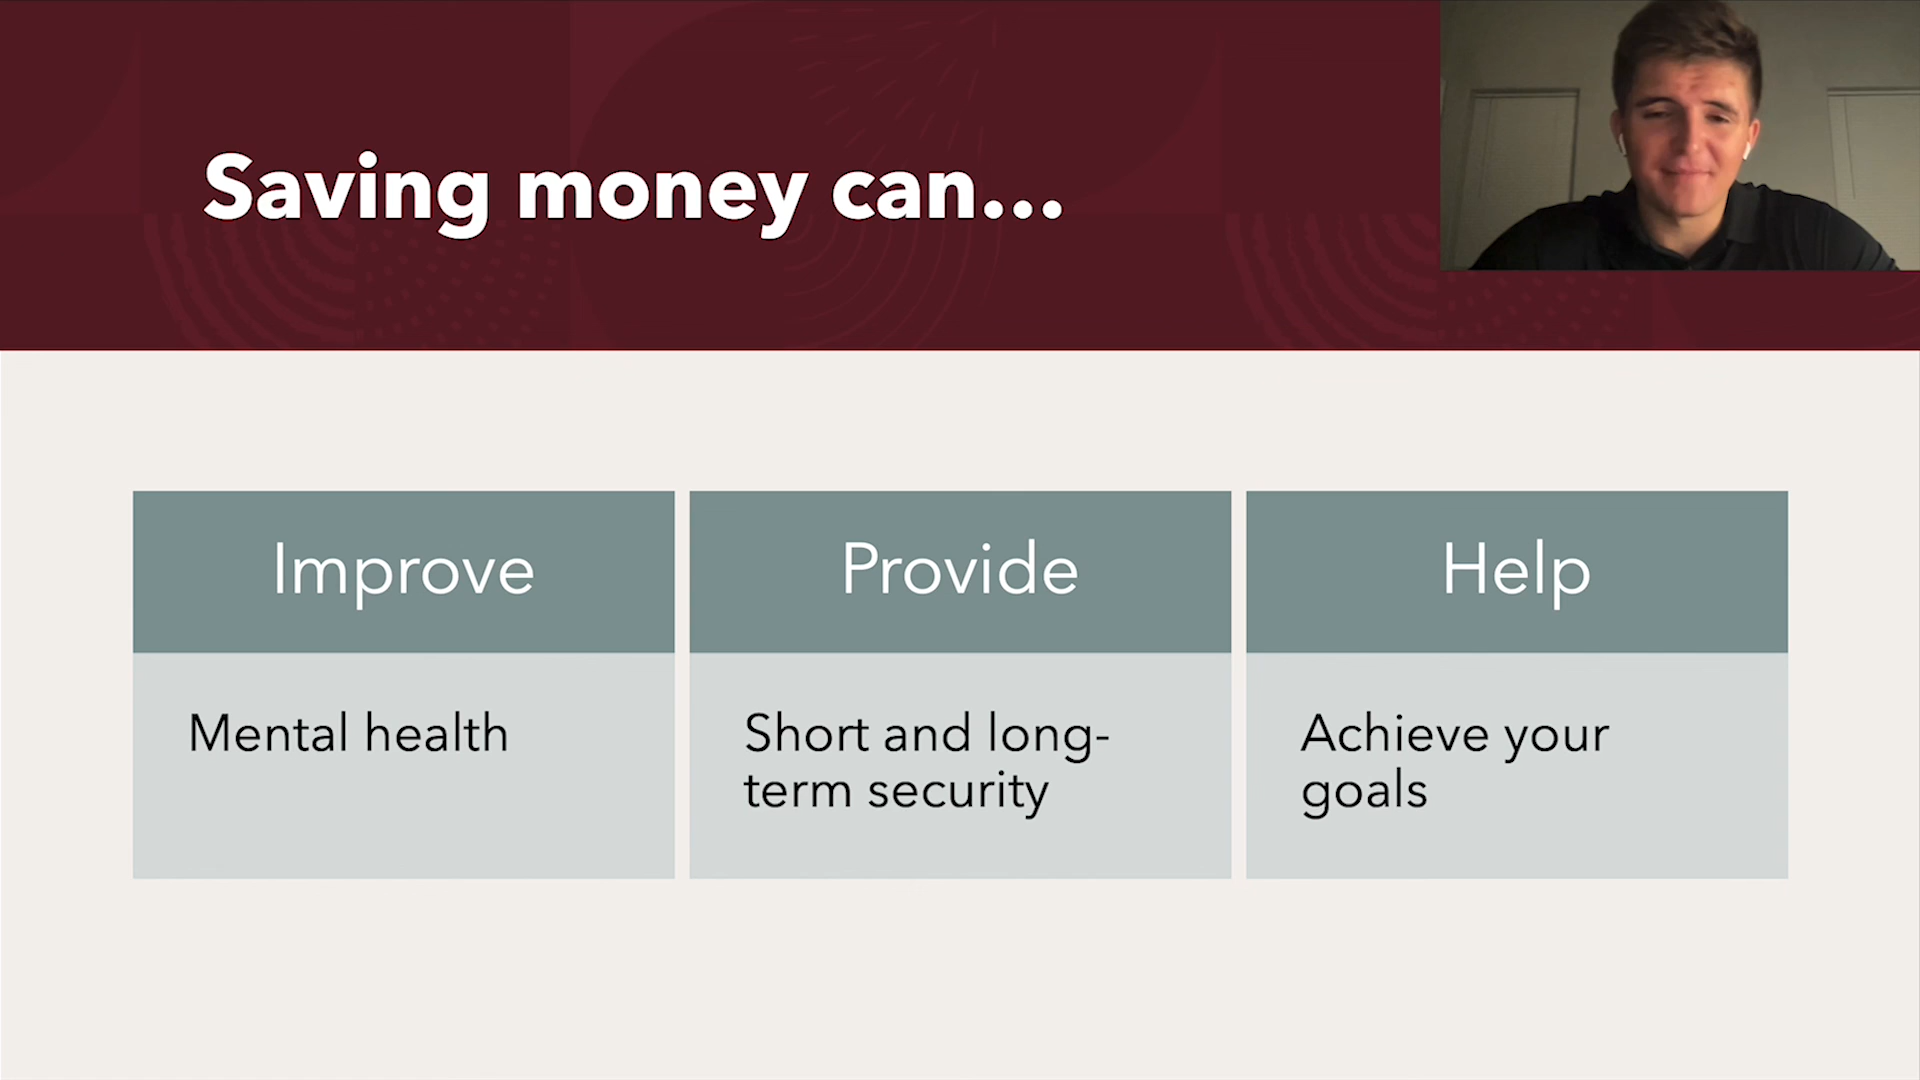 Saving money can...
Improve
Mental health
Provide
Short and long-
term security
Help
Achieve your
goals